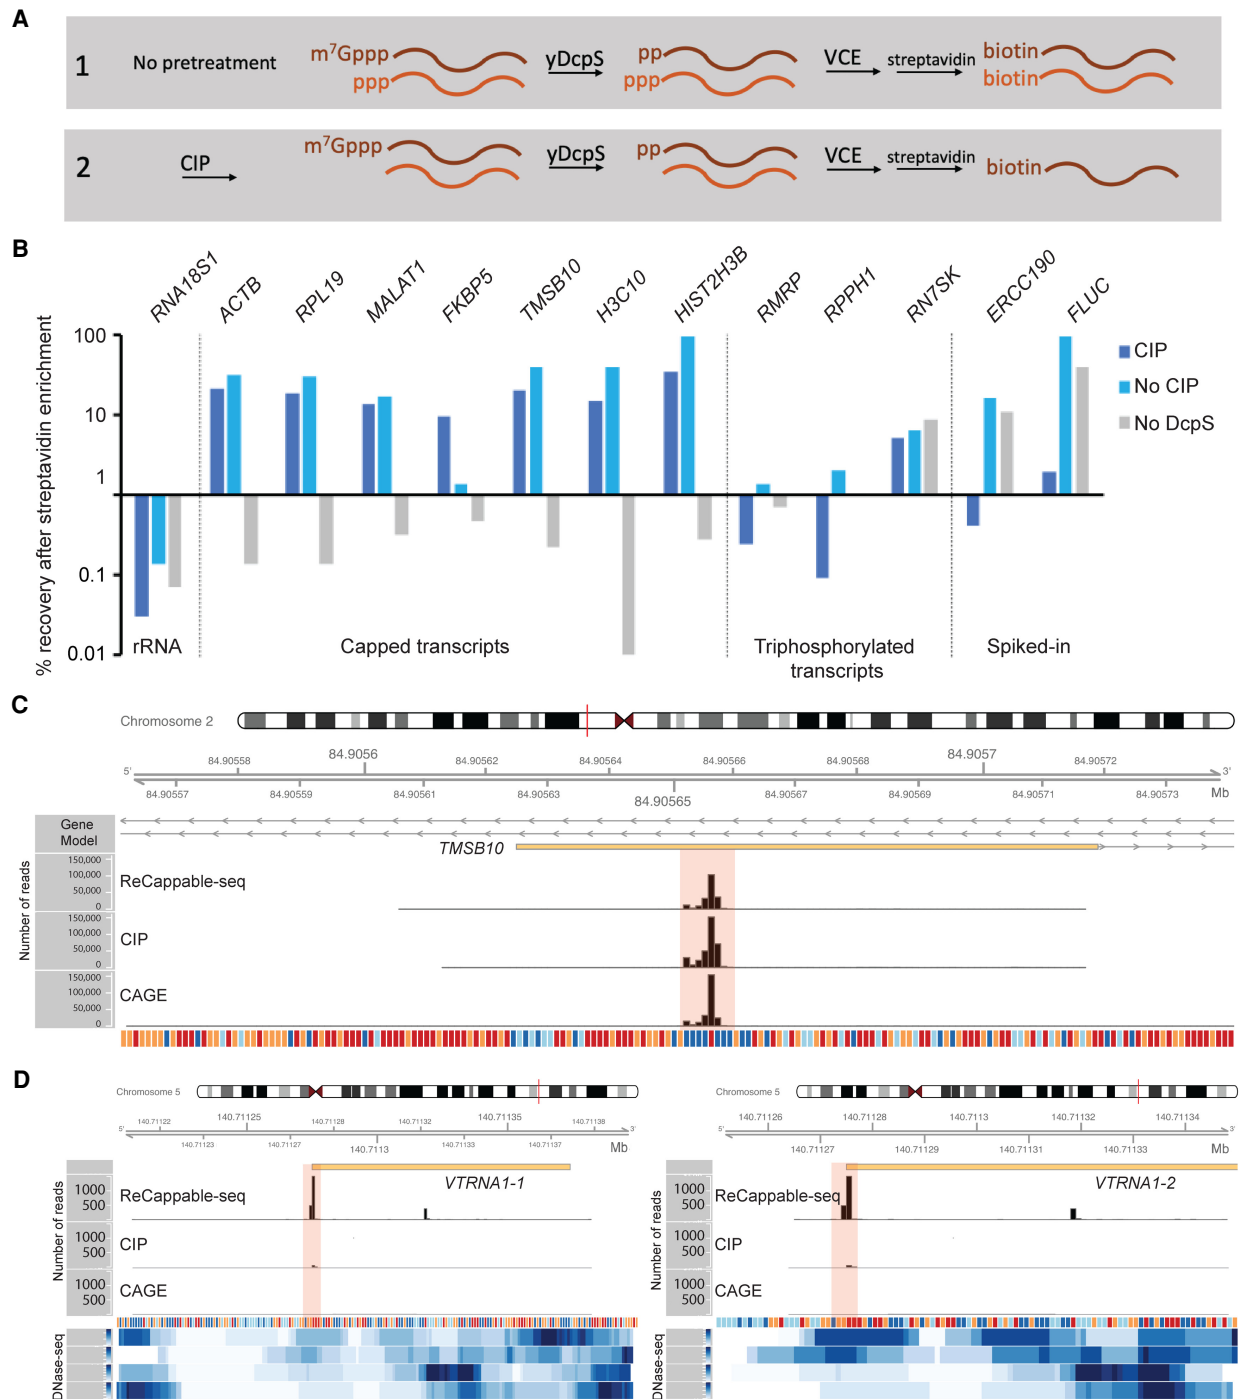 A
1
No pretreatment
m⁷Gppp
ppp
yDcpS
pp
ppp
VCE
streptavidin
biotin
biotin
2
CIP
m⁷Gppp
yDcpS
pp
VCE
streptavidin
biotin
B
RNA18S1
ACTB
RPL19
MALAT1
FKBP5
TMSB10
H3C10
HIST2H3B
RMRP
RPPH1
RN7SK
ERCC190
FLUC
% recovery after streptavidin enrichment
100
10
1
0.1
0.01
CIP
No CIP
No DcpS
rRNA
Capped transcripts
Triphosphorylated
transcripts
Spiked-in
C
Chromosome 2
84.90558
84.9056
84.90562
84.90564
84.90566
84.90568
84.9057
84.90572
5'
3'
84.90557
84.90559
84.90561
84.90563
84.90565
84.90567
84.90569
84.90571
84.90573
Mb
Gene
Model
TMSB10
Number of reads
150,000
100,000
50,000
0
ReCappable-seq
150,000
100,000
50,000
0
CIP
150,000
100,000
50,000
0
CAGE
D
Chromosome 5
140.71122
140.71125
140.71128
140.71132
140.71135
140.71138
5'
3'
140.71123
140.71127
140.7113
140.71133
140.71137
Mb
Number of reads
1000
500
ReCappable-seq
VTRNA1-1
1000
500
CIP
1000
500
CAGE
DNase-seq
Chromosome 5
140.71126
140.71128
140.7113
140.71132
140.71134
5'
3'
140.71127
140.71129
140.71131
140.71133
Mb
Number of reads
1000
500
ReCappable-seq
VTRNA1-2
1000
500
CIP
1000
500
CAGE
DNase-seq